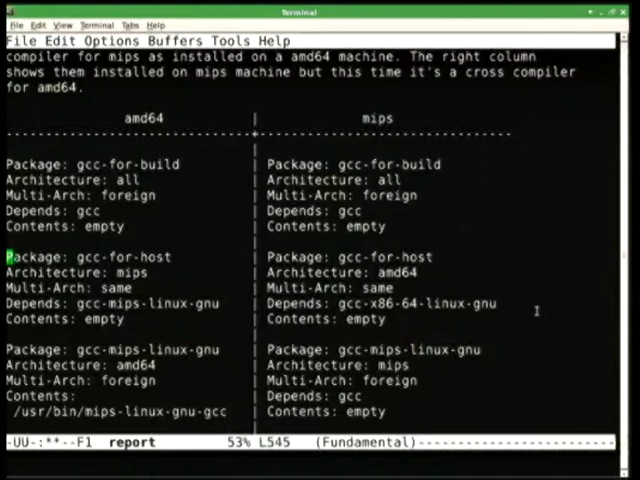 Terminal
File Edit View Terminal Tabs Help
File Edit Options Buffers Tools Help
compiler for mips as installed on a amd64 machine. The right column
shows them installed on mips machine but this time it's a cross compiler
for amd64.
amd64 | mips
--------------------------------+--------------------------------
|
Package: gcc-for-build | Package: gcc-for-build
Architecture: all | Architecture: all
Multi-Arch: foreign | Multi-Arch: foreign
Depends: gcc | Depends: gcc
Contents: empty | Contents: empty
|
Package: gcc-for-host | Package: gcc-for-host
Architecture: mips | Architecture: amd64
Multi-Arch: same | Multi-Arch: same
Depends: gcc-mips-linux-gnu | Depends: gcc-x86-64-linux-gnu
Contents: empty | Contents: empty
|
Package: gcc-mips-linux-gnu | Package: gcc-mips-linux-gnu
Architecture: amd64 | Architecture: mips
Multi-Arch: foreign | Multi-Arch: foreign
Contents: | Depends: gcc
/usr/bin/mips-linux-gnu-gcc | Contents: empty
|
-UU-:**--F1 report 53% L545 (Fundamental)--------------------------